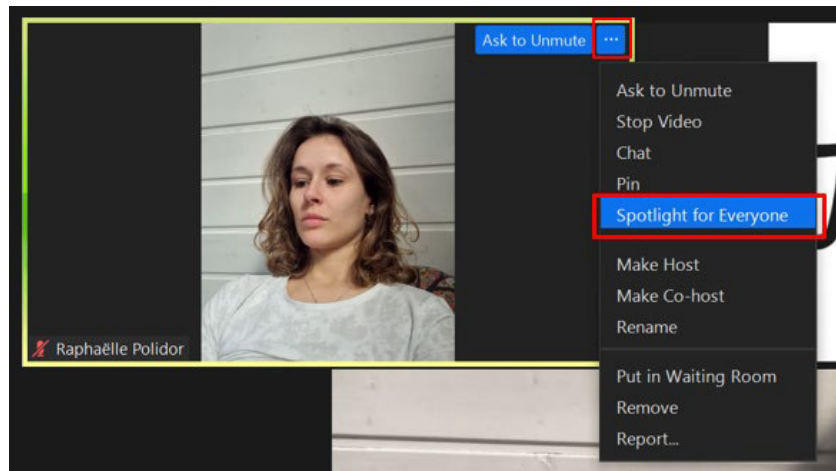 Ask to Unmute ...
Ask to Unmute
Stop Video
Chat
Pin
Spotlight for Everyone
Make Host
Make Co-host
Rename
Raphaëlle Polidor
Put in Waiting Room
Remove
Report...